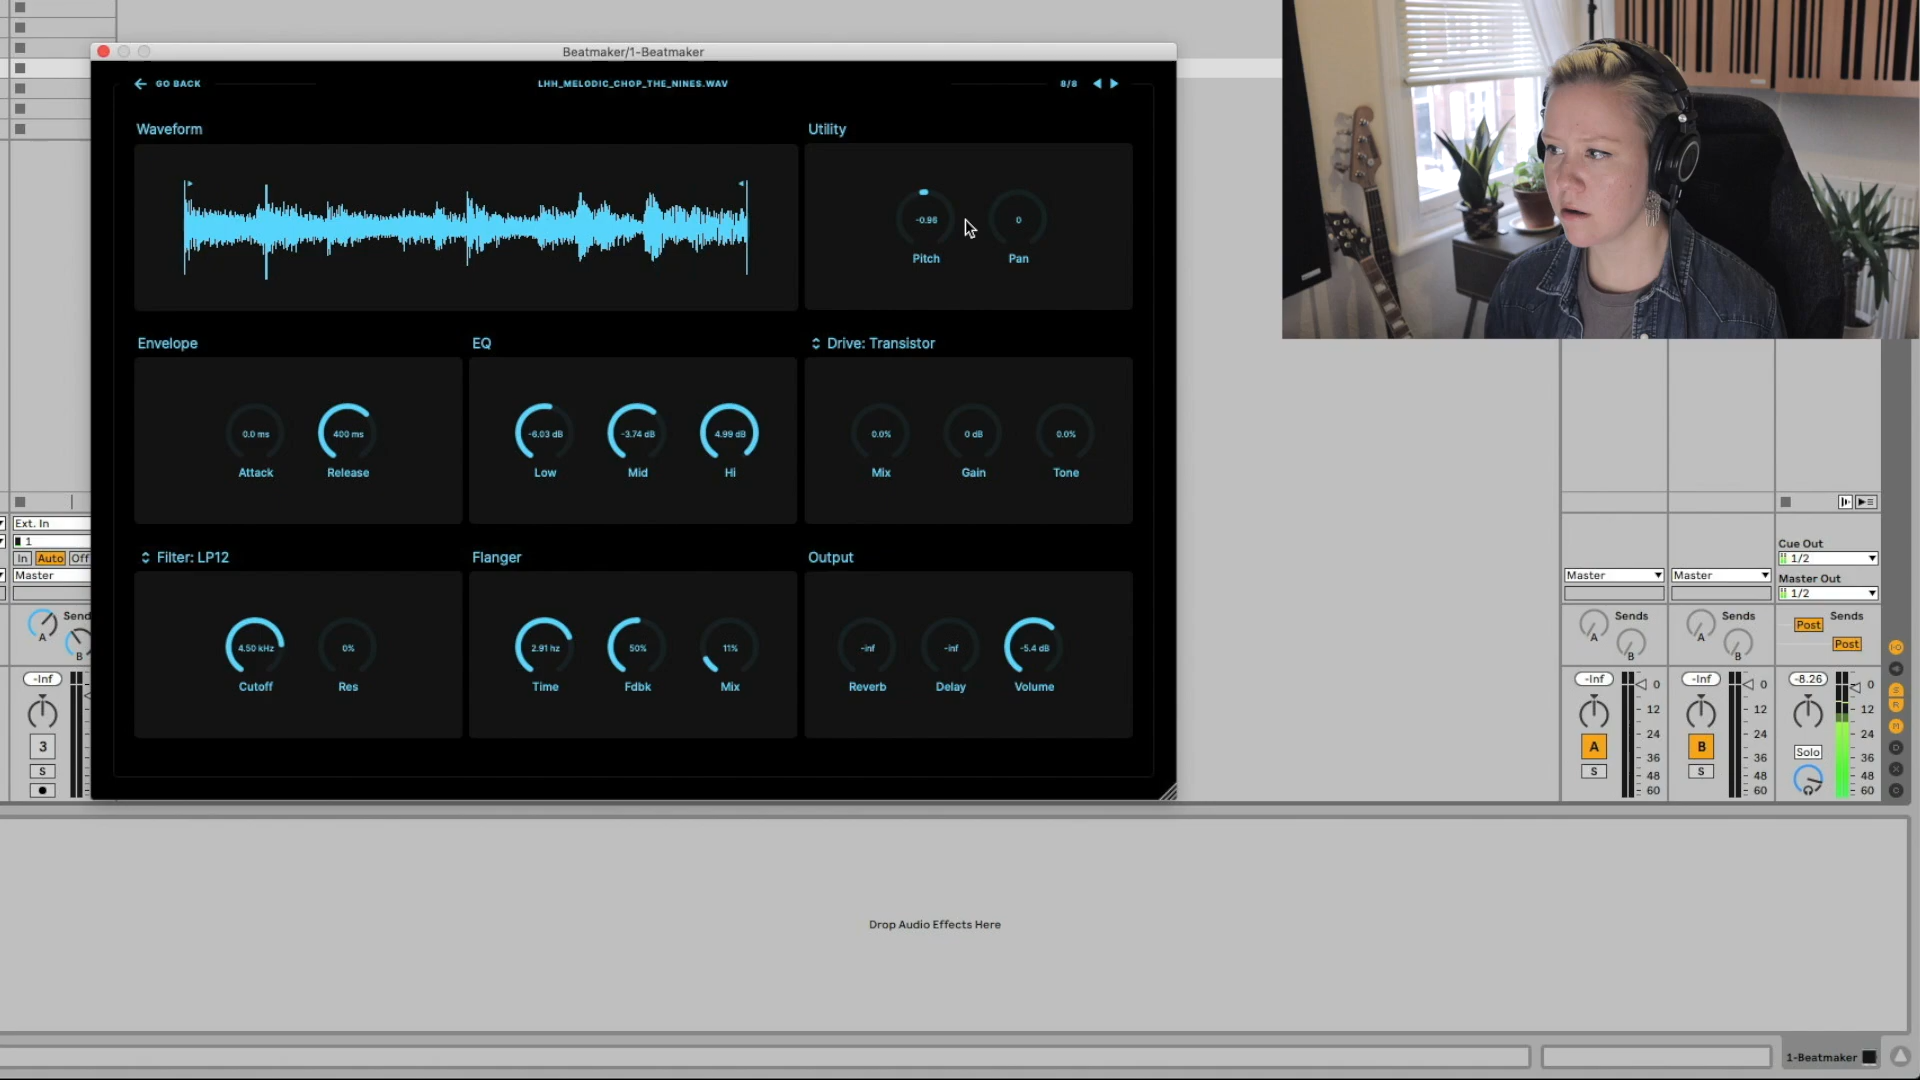 Beatmaker/1-Beatmaker
GO BACK
LHH_MELODIC_CHOP_THE_NINES.WAV
8/8
Waveform
Utility
-0.96
0
Pitch
Pan
Envelope
EQ
Drive: Transistor
0.0 ms
400 ms
-6.03 dB
-3.74 dB
4.99 dB
0.0%
0 dB
0.0%
Attack
Release
Low
Mid
Hi
Mix
Gain
Tone
Filter: LP12
Flanger
Output
4.50 kHz
0%
2.91 hz
50%
11%
-inf
-inf
-5.4 dB
Cutoff
Res
Time
Fdbk
Mix
Reverb
Delay
Volume
Ext. In
1
In
Auto
Off
Master
Send
A
B
-Inf
3
S
Master
Master
Cue Out
1/2
Master Out
1/2
Sends
A
B
Sends
A
B
Sends
Post
Post
-Inf
0
12
24
36
48
60
A
S
-Inf
0
12
24
36
48
60
B
S
-8.26
0
12
24
36
48
60
Solo
I·O
S
R
M
D
X
C
Drop Audio Effects Here
1-Beatmaker